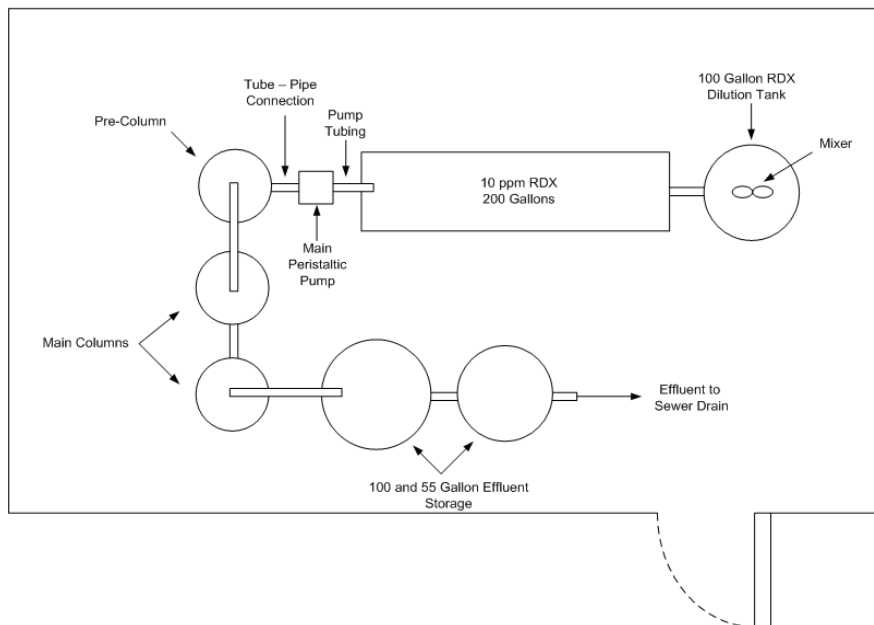 100 Gallon RDX
Dilution Tank
Tube – Pipe
Connection
Pre-Column
Pump
Tubing
Mixer
10 ppm RDX
200 Gallons
Main
Peristaltic
Pump
Main Columns
Effluent to
Sewer Drain
100 and 55 Gallon Effluent
Storage